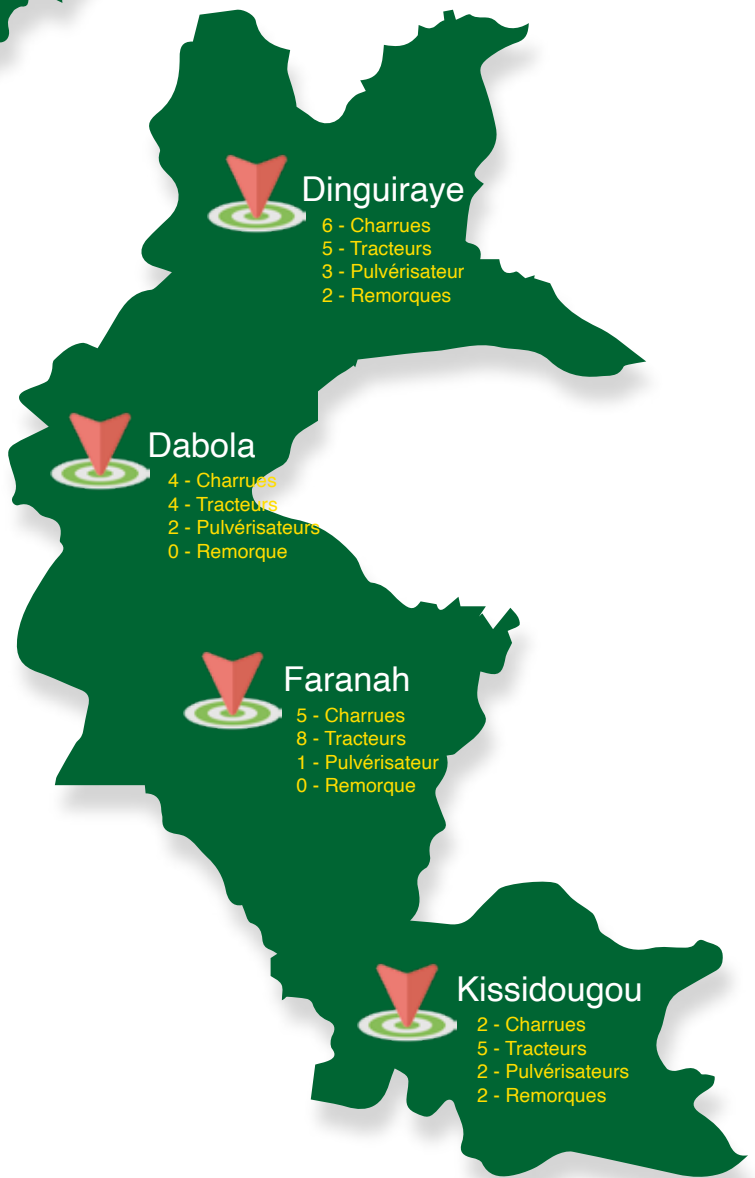 Dinguiraye
6 - Charrues
5 - Tracteurs
3 - Pulvérisateur
2 - Remorques
Dabola
4 - Charrues
4 - Tracteurs
2 - Pulvérisateurs
0 - Remorque
Faranah
5 - Charrues
8 - Tracteurs
1 - Pulvérisateur
0 - Remorque
Kissidougou
2 - Charrues
5 - Tracteurs
2 - Pulvérisateurs
2 - Remorques